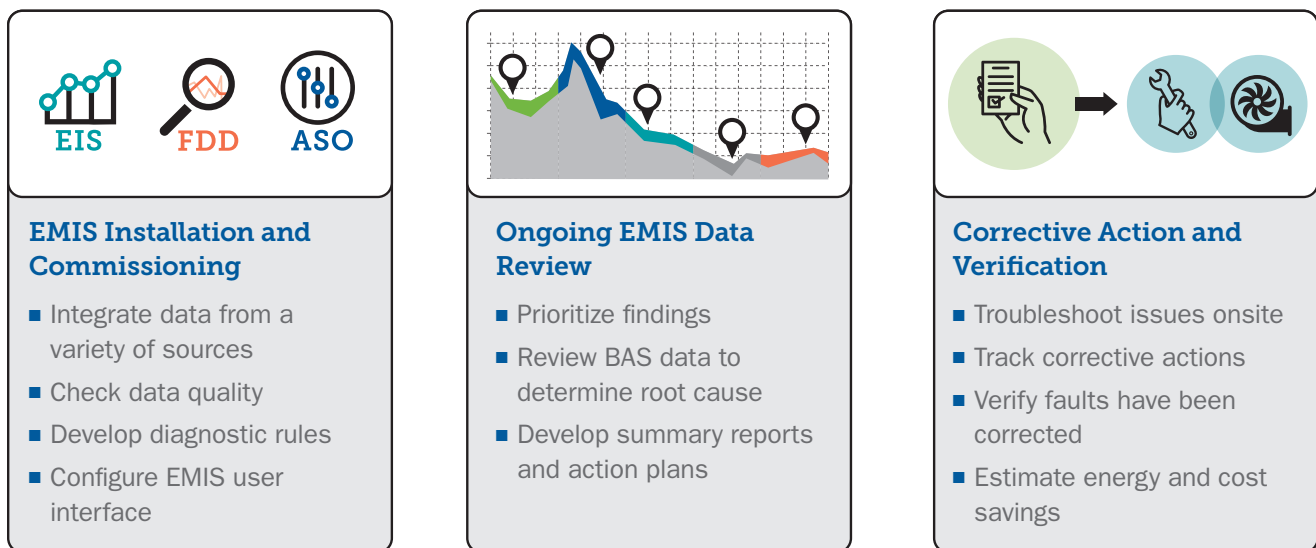 EIS
FDD
ASO
EMIS Installation and
Commissioning
■ Integrate data from a
variety of sources
■ Check data quality
■ Develop diagnostic rules
■ Configure EMIS user
interface
Ongoing EMIS Data
Review
■ Prioritize findings
■ Review BAS data to
determine root cause
■ Develop summary reports
and action plans
Corrective Action and
Verification
■ Troubleshoot issues onsite
■ Track corrective actions
■ Verify faults have been
corrected
■ Estimate energy and cost
savings